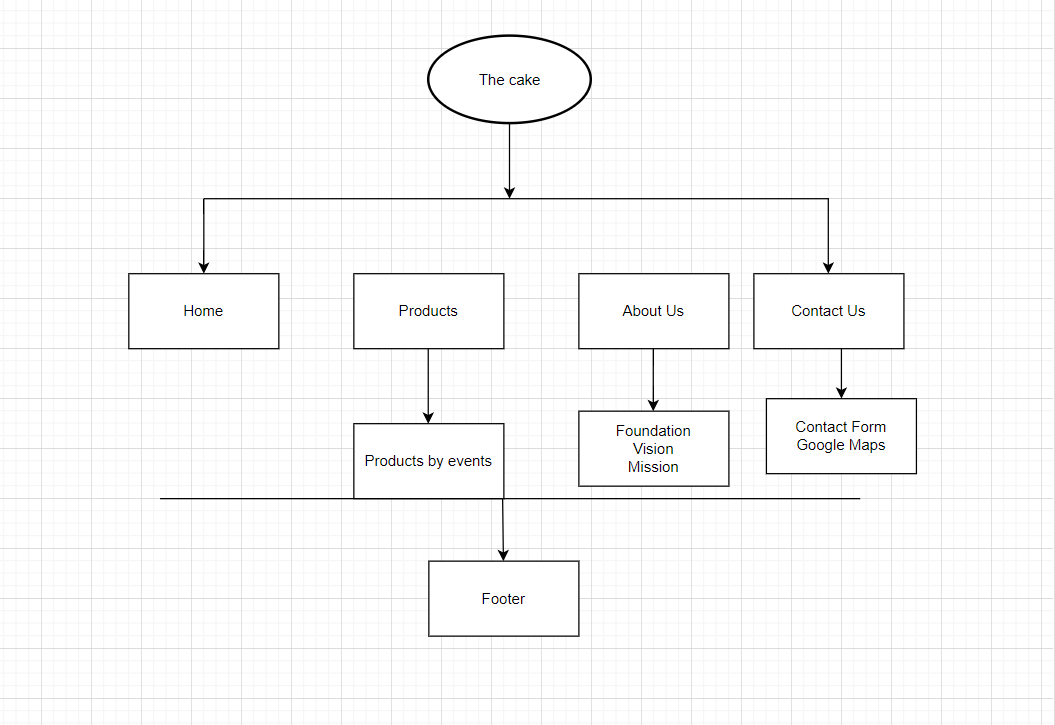 The cake
Home
Products
About Us
Contact Us
Products by events
Foundation
Vision
Mission
Contact Form
Google Maps
Footer